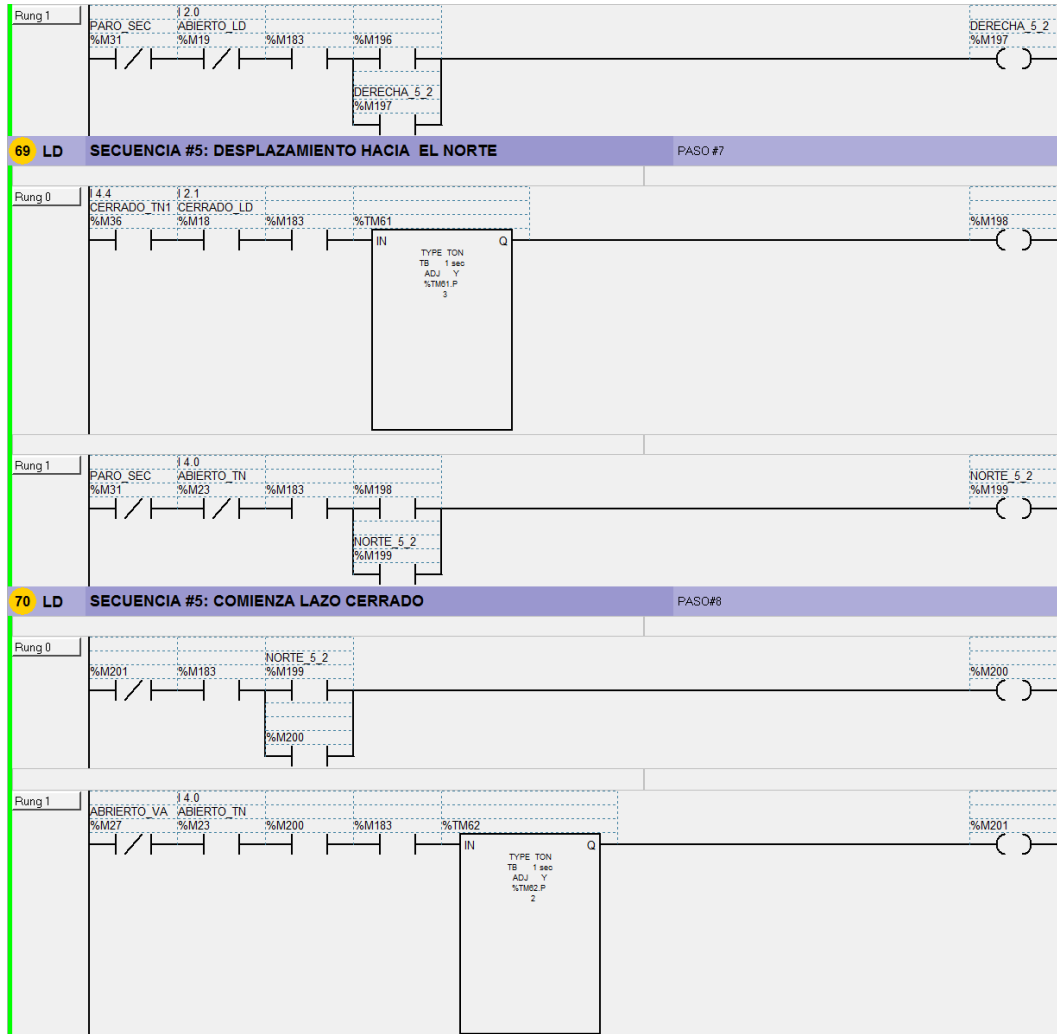 Rung 1
I 2.0
PARO_SEC ABIERTO_LD DERECHA_5_2
%M31 %M19 %M183 %M196 %M197
DERECHA_5_2
%M197
69 LD SECUENCIA #5: DESPLAZAMIENTO HACIA EL NORTE PASO #7
Rung 0
I 4.4 I 2.1
CERRADO_TN1 CERRADO_LD
%M36 %M18 %M183 %TM61 %M198
IN Q
TYPE TON
TB 1 sec
ADJ Y
%TM61.P
3
Rung 1
I 4.0
PARO_SEC ABIERTO_TN NORTE_5_2
%M31 %M23 %M183 %M198 %M199
NORTE_5_2
%M199
70 LD SECUENCIA #5: COMIENZA LAZO CERRADO PASO#8
Rung 0
NORTE_5_2
%M201 %M183 %M199 %M200
%M200
Rung 1
I 4.0
ABRIERTO_VA ABIERTO_TN
%M27 %M23 %M200 %M183 %TM62 %M201
IN Q
TYPE TON
TB 1 sec
ADJ Y
%TM62.P
2